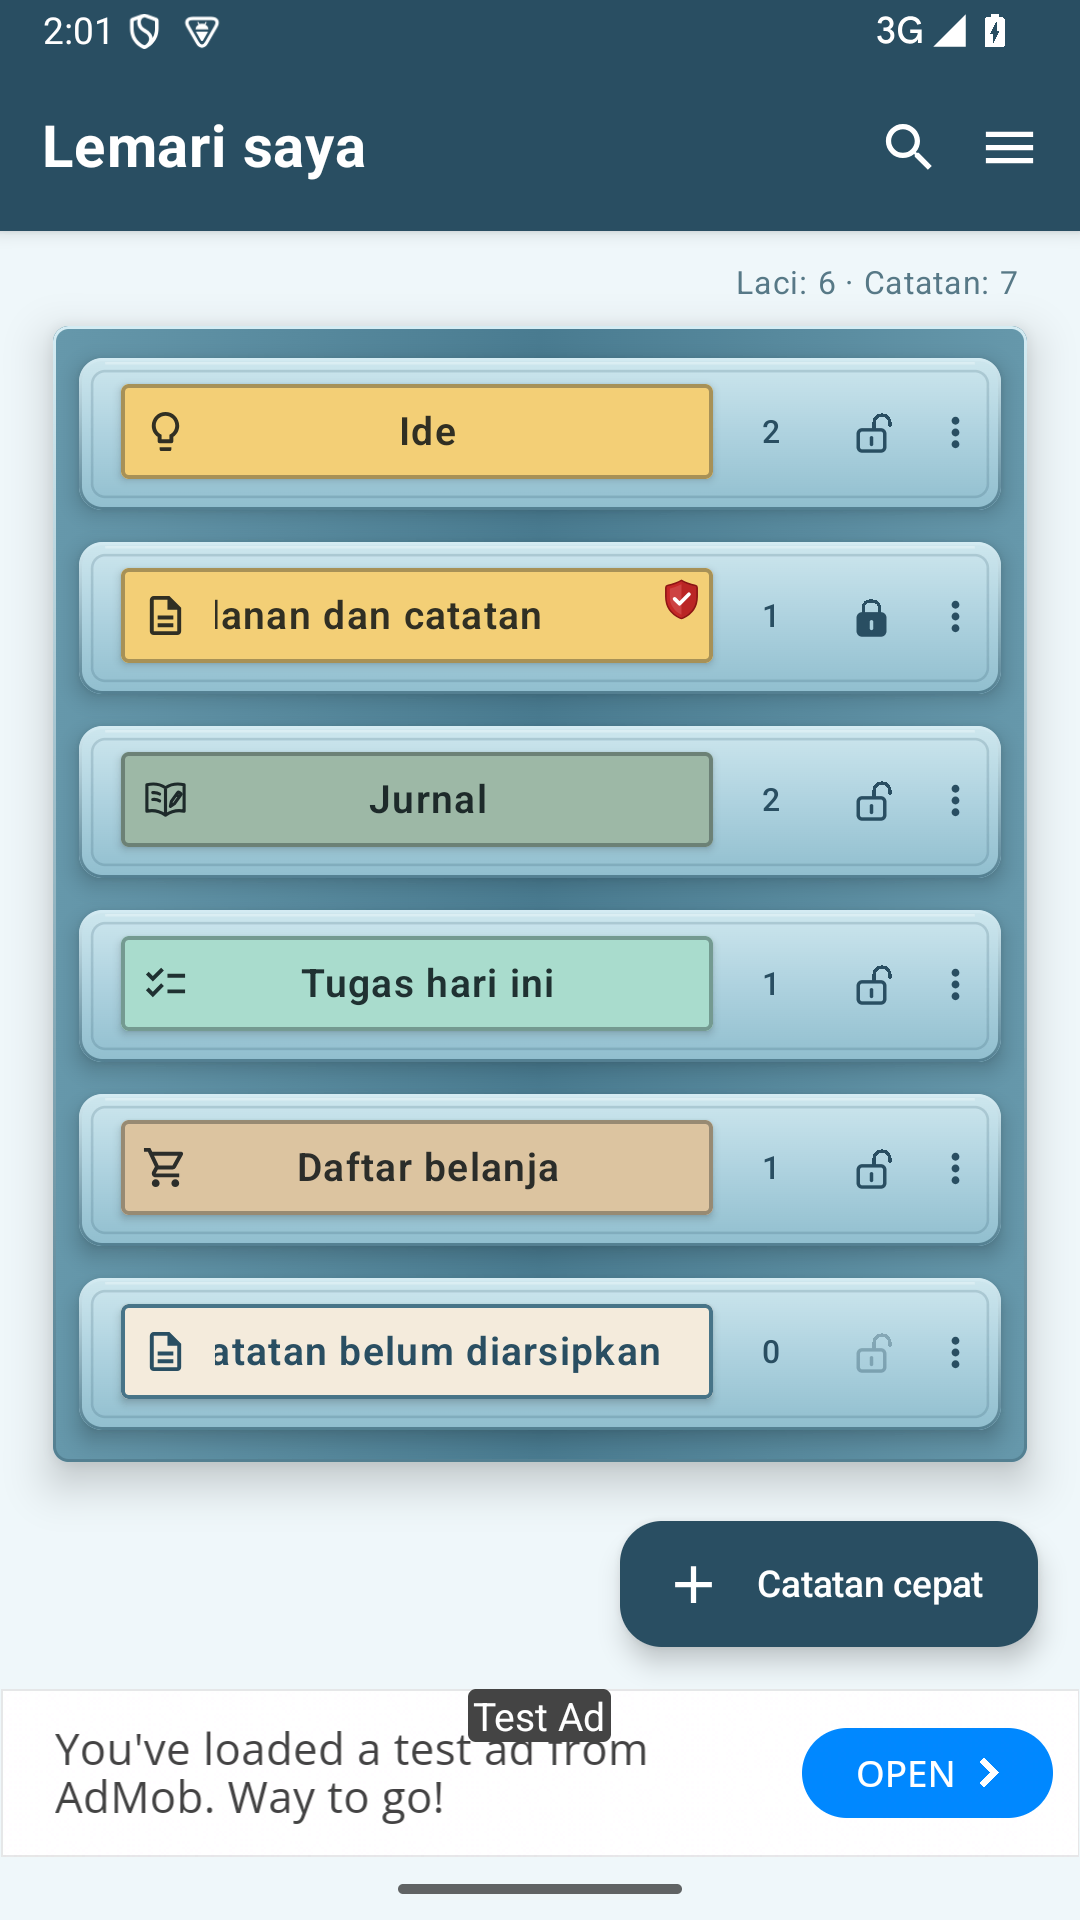 2:01
3G
Lemari saya
Laci: 6 · Catatan: 7
Ide
2
lanan dan catatan
1
Jurnal
2
Tugas hari ini
1
Daftar belanja
1
atatan belum diarsipkan
0
Catatan cepat
Test Ad
You've loaded a test ad from
AdMob. Way to go!
OPEN